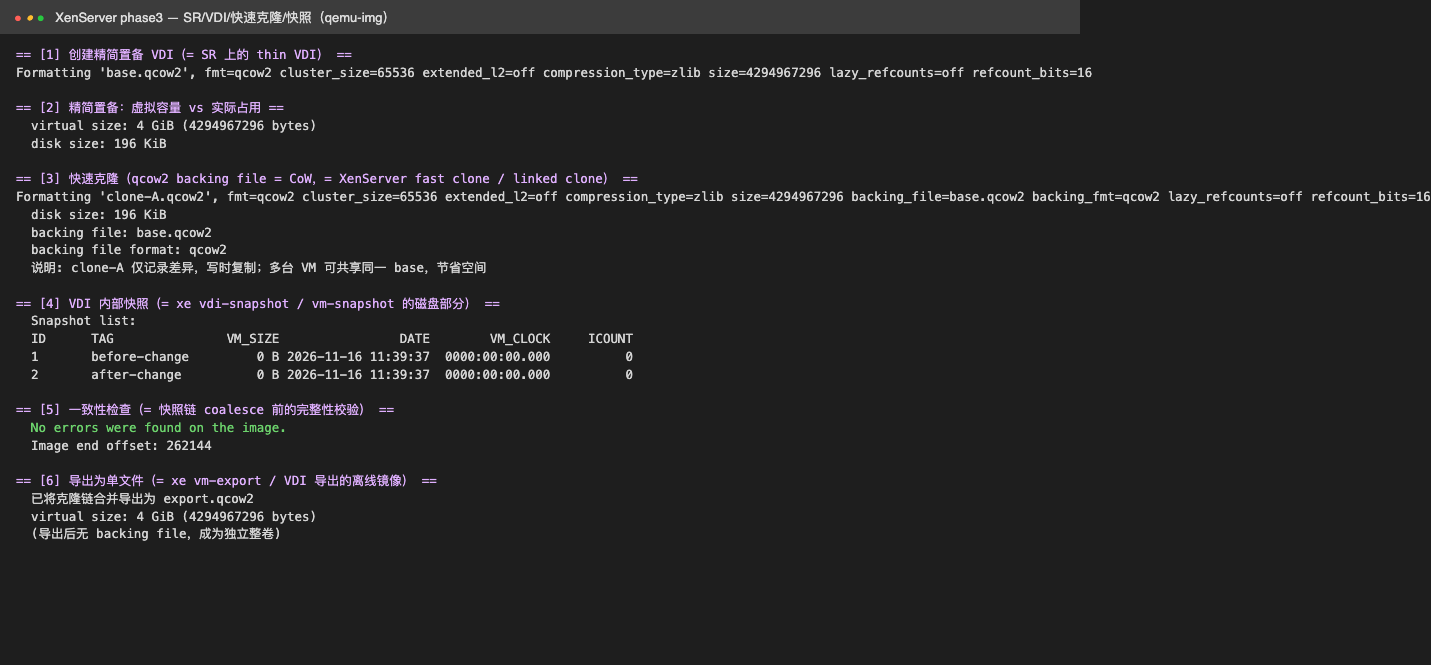 XenServer phase3 — SR/VDI/快速克隆/快照（qemu-img）
== [1] 创建精简置备 VDI（= SR 上的 thin VDI） ==
Formatting 'base.qcow2', fmt=qcow2 cluster_size=65536 extended_l2=off compression_type=zlib size=4294967296 lazy_refcounts=off refcount_bits=16
== [2] 精简置备：虚拟容量 vs 实际占用 ==
virtual size: 4 GiB (4294967296 bytes)
disk size: 196 KiB
== [3] 快速克隆（qcow2 backing file = CoW，= XenServer fast clone / linked clone） ==
Formatting 'clone-A.qcow2', fmt=qcow2 cluster_size=65536 extended_l2=off compression_type=zlib size=4294967296 backing_file=base.qcow2 backing_fmt=qcow2 lazy_refcounts=off refcount_bits=16
disk size: 196 KiB
backing file: base.qcow2
backing file format: qcow2
说明：clone-A 仅记录差异，写时复制；多台 VM 可共享同一 base，节省空间
== [4] VDI 内部快照（= xe vdi-snapshot / vm-snapshot 的磁盘部分） ==
Snapshot list:
ID TAG VM_SIZE DATE VM_CLOCK ICOUNT
1 before-change 0 B 2026-11-16 11:39:37 0000:00:00.000 0
2 after-change 0 B 2026-11-16 11:39:37 0000:00:00.000 0
== [5] 一致性检查（= 快照链 coalesce 前的完整性校验） ==
No errors were found on the image.
Image end offset: 262144
== [6] 导出为单文件（= xe vm-export / VDI 导出的离线镜像） ==
已将克隆链合并导出为 export.qcow2
virtual size: 4 GiB (4294967296 bytes)
(导出后无 backing file，成为独立整卷)